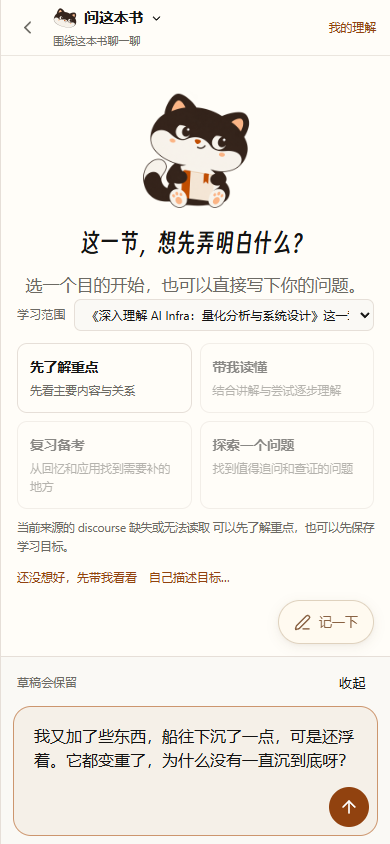 问这本书
围绕这本书聊一聊
我的理解
这一节，想先弄明白什么？
选一个目的开始，也可以直接写下你的问题。
学习范围
《深入理解 AI Infra：量化分析与系统设计》这一
先了解重点
先看主要内容与关系
带我读懂
结合讲解与尝试逐步理解
复习备考
从回忆和应用找到需要补的
地方
探索一个问题
找到值得追问和查证的问题
当前来源的 discourse 缺失或无法读取 可以先了解重点，也可以先保存
学习目标。
还没想好，先带我看看 自己描述目标...
记一下
草稿会保留
收起
我又加了些东西，船往下沉了一点，可是还浮
着。它都变重了，为什么没有一直沉到底呀？